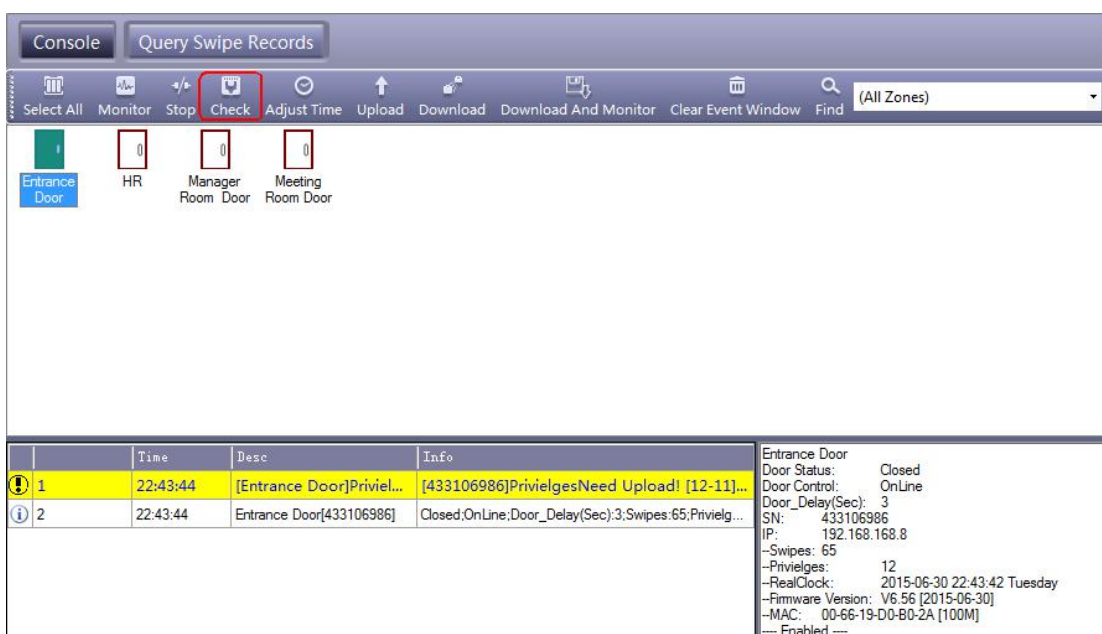 Console
Query Swipe Records
Select All Monitor Stop Check Adjust Time Upload Download Download And Monitor Clear Event Window Find (All Zones)
Entrance Door
HR
Manager Room Door
Meeting Room Door
Time Desc Info
1 22:43:44 [Entrance Door]Priviel... [433106986]PrivielgesNeed Upload! [12-11]...
2 22:43:44 Entrance Door[433106986] Closed;OnLine;Door_Delay(Sec):3;Swipes:65;Privielg...
Entrance Door
Door Status: Closed
Door Control: OnLine
Door_Delay(Sec): 3
SN: 433106986
IP: 192.168.168.8
--Swipes: 65
--Privielges: 12
--RealClock: 2015-06-30 22:43:42 Tuesday
--Firmware Version: V6.56 [2015-06-30]
--MAC: 00-66-19-D0-B0-2A [100M]
---- Enabled ----